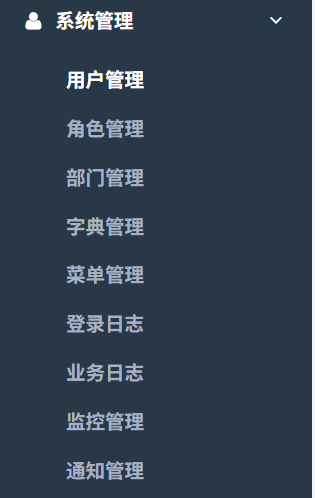 系统管理
用户管理
角色管理
部门管理
字典管理
菜单管理
登录日志
业务日志
监控管理
通知管理